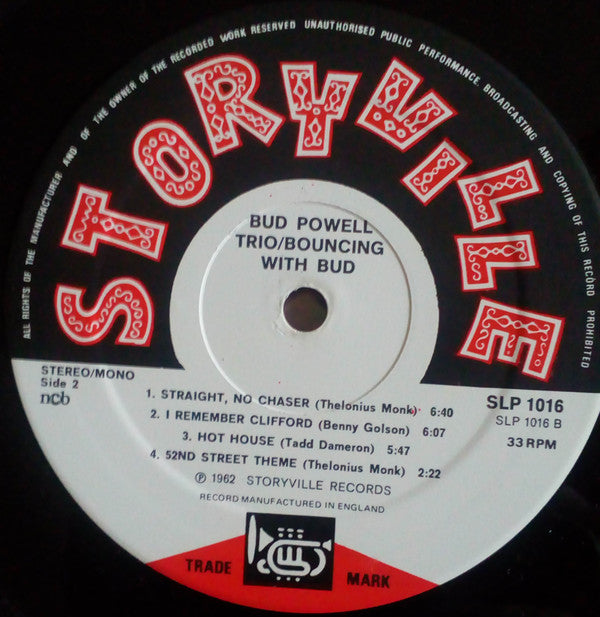 ALL RIGHTS OF THE MANUFACTURER AND OF THE OWNER OF THE RECORDED WORK RESERVED UNAUTHORISED PUBLIC PERFORMANCE, BROADCASTING AND COPYING OF THIS RECORD PROHIBITED
STORYVILLE
BUD POWELL
TRIO/BOUNCING
WITH BUD
STEREO/MONO
Side 2
ncb
SLP 1016
SLP 1016 B
33 RPM
1. STRAIGHT, NO CHASER (Thelonius Monk) 6:40
2. I REMEMBER CLIFFORD (Benny Golson) 6:07
3. HOT HOUSE (Tadd Dameron) 5:47
4. 52ND STREET THEME (Thelonius Monk) 2:22
℗ 1962 STORYVILLE RECORDS
RECORD MANUFACTURED IN ENGLAND
TRADE MARK